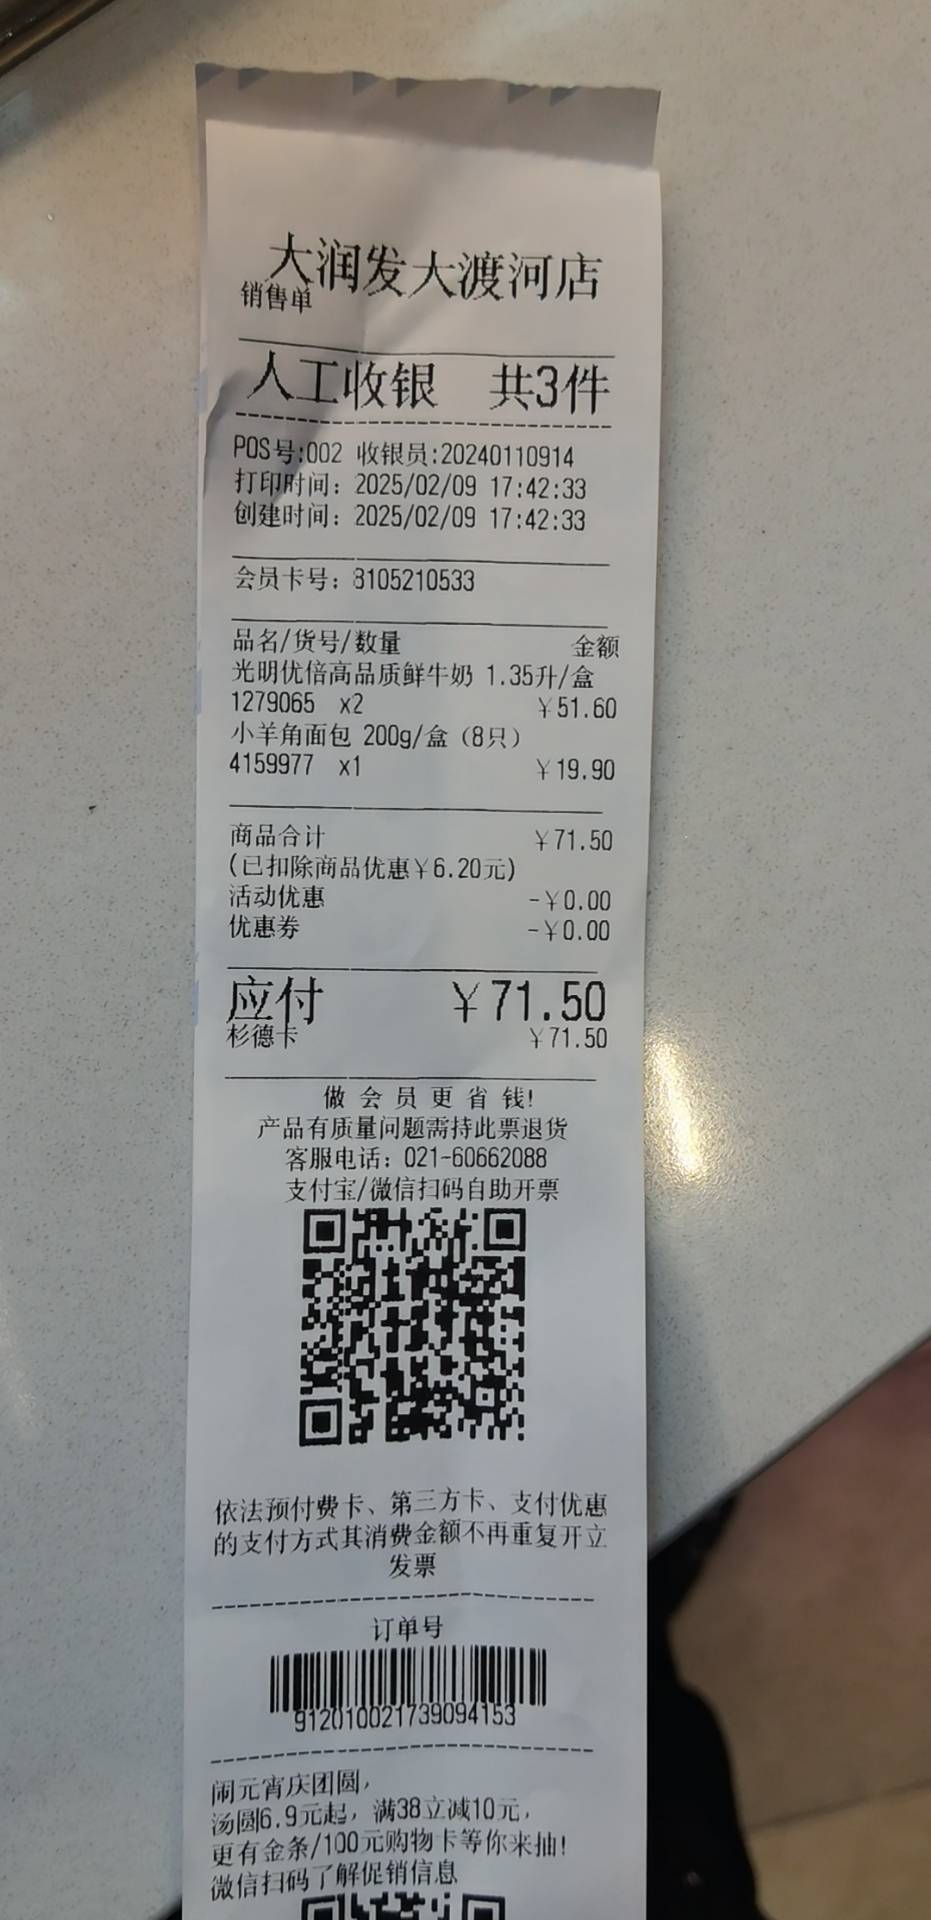 大润发大渡河店
销售单
人工收银 共3件
POS号:002 收银员:20240110914
打印时间: 2025/02/09 17:42:33
创建时间: 2025/02/09 17:42:33
会员卡号: 8105210533
品名/货号/数量 金额
光明优倍高品质鲜牛奶 1.35升/盒
1279065 x2 ¥51.60
小羊角面包 200g/盒（8只）
4159977 x1 ¥19.90
商品合计 ¥71.50
(已扣除商品优惠¥6.20元)
活动优惠 -¥0.00
优惠券 -¥0.00
应付 ¥71.50
杉德卡 ¥71.50
做会员更省钱!
产品有质量问题需持此票退货
客服电话: 021-60662088
支付宝/微信扫码自助开票
依法预付费卡、第三方卡、支付优惠
的支付方式其消费金额不再重复开立
发票
订单号
912010021739094153
闹元宵庆团圆,
汤圆6.9元起, 满38立减10元,
更有金条/100元购物卡等你来抽!
微信扫码了解促销信息